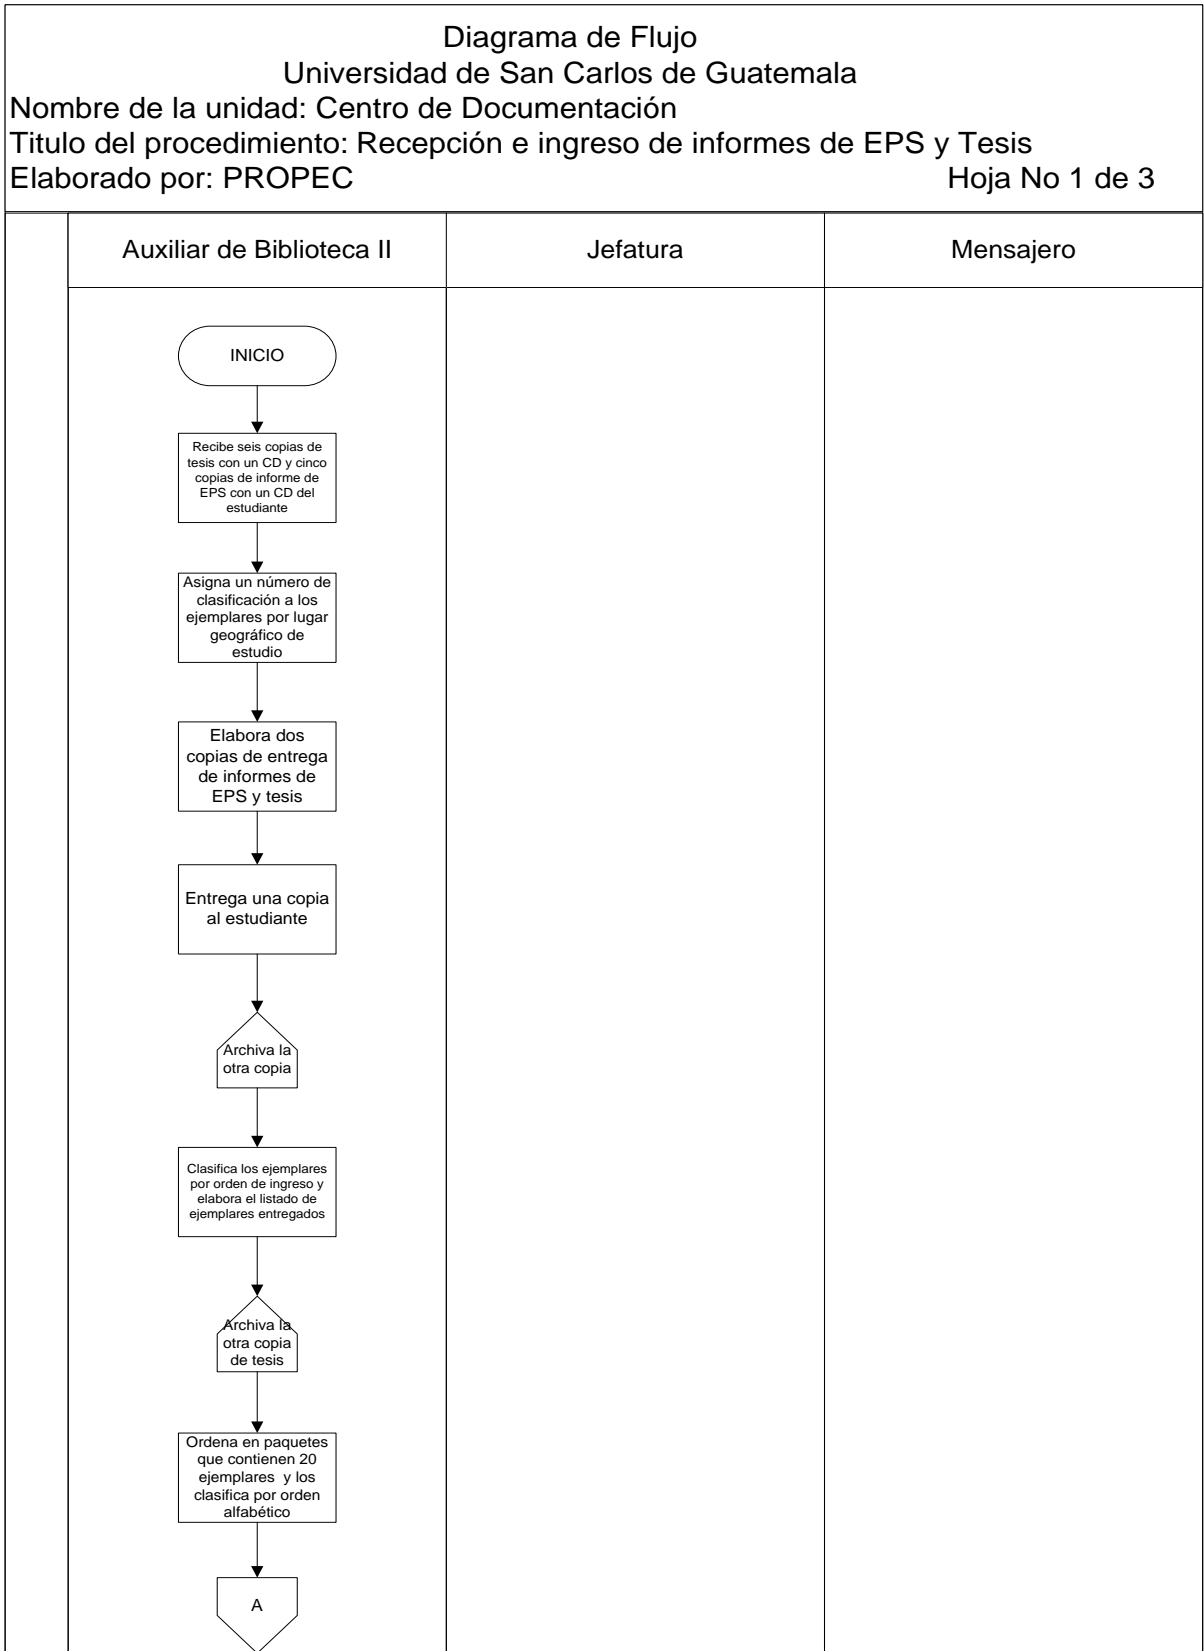 Diagrama de Flujo
Universidad de San Carlos de Guatemala
Nombre de la unidad: Centro de Documentación
Titulo del procedimiento: Recepción e ingreso de informes de EPS y Tesis
Elaborado por: PROPEC Hoja No 1 de 3
Auxiliar de Biblioteca II Jefatura Mensajero
INICIO
Recibe seis copias de
tesis con un CD y cinco
copias de informe de
EPS con un CD del
estudiante
Asigna un número de
clasificación a los
ejemplares por lugar
geográfico de
estudio
Elabora dos
copias de entrega
de informes de
EPS y tesis
Entrega una copia
al estudiante
Archiva la
otra copia
Clasifica los ejemplares
por orden de ingreso y
elabora el listado de
ejemplares entregados
Archiva la
otra copia
de tesis
Ordena en paquetes
que contienen 20
ejemplares y los
clasifica por orden
alfabético
A